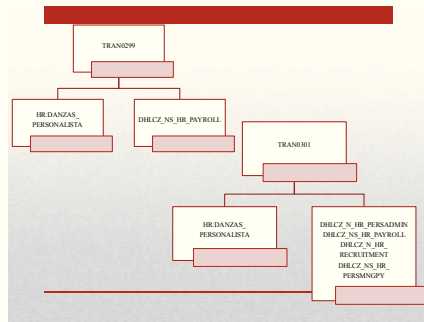 TRAN0299
HR:DANZAS_
PERSONALISTA
DHLCZ_NS_HR_PAYROLL
TRAN0301
HR:DANZAS_
PERSONALISTA
DHLCZ_N_HR_PERSADMIN
DHLCZ_NS_HR_PAYROLL
DHLCZ_N_HR_
RECRUITMENT
DHLCZ_NS_HR_
PERSMNGPY